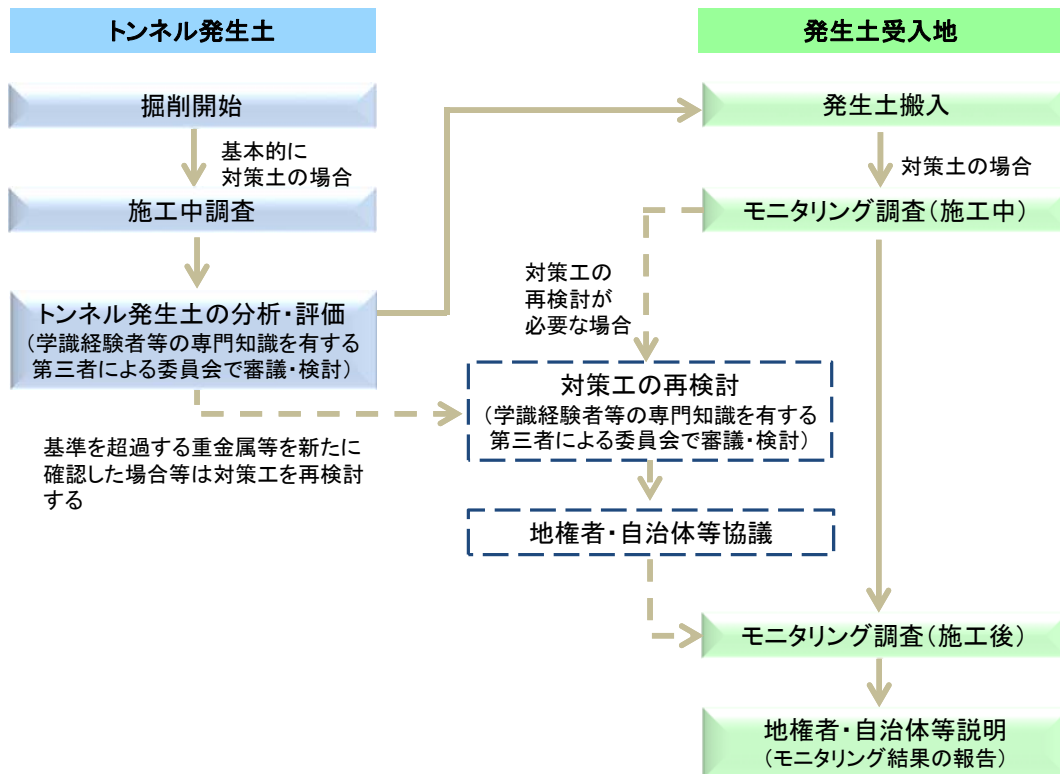 トンネル発生土
掘削開始
基本的に
対策土の場合
施工中調査
トンネル発生土の分析・評価
(学識経験者等の専門知識を有する
第三者による委員会で審議・検討)
基準を超過する重金属等を新たに
確認した場合等は対策工を再検討
する
発生土受入地
発生土搬入
対策土の場合
モニタリング調査(施工中)
対策工の
再検討が
必要な場合
対策工の再検討
(学識経験者等の専門知識を有する
第三者による委員会で審議・検討)
地権者・自治体等協議
モニタリング調査(施工後)
地権者・自治体等説明
(モニタリング結果の報告)